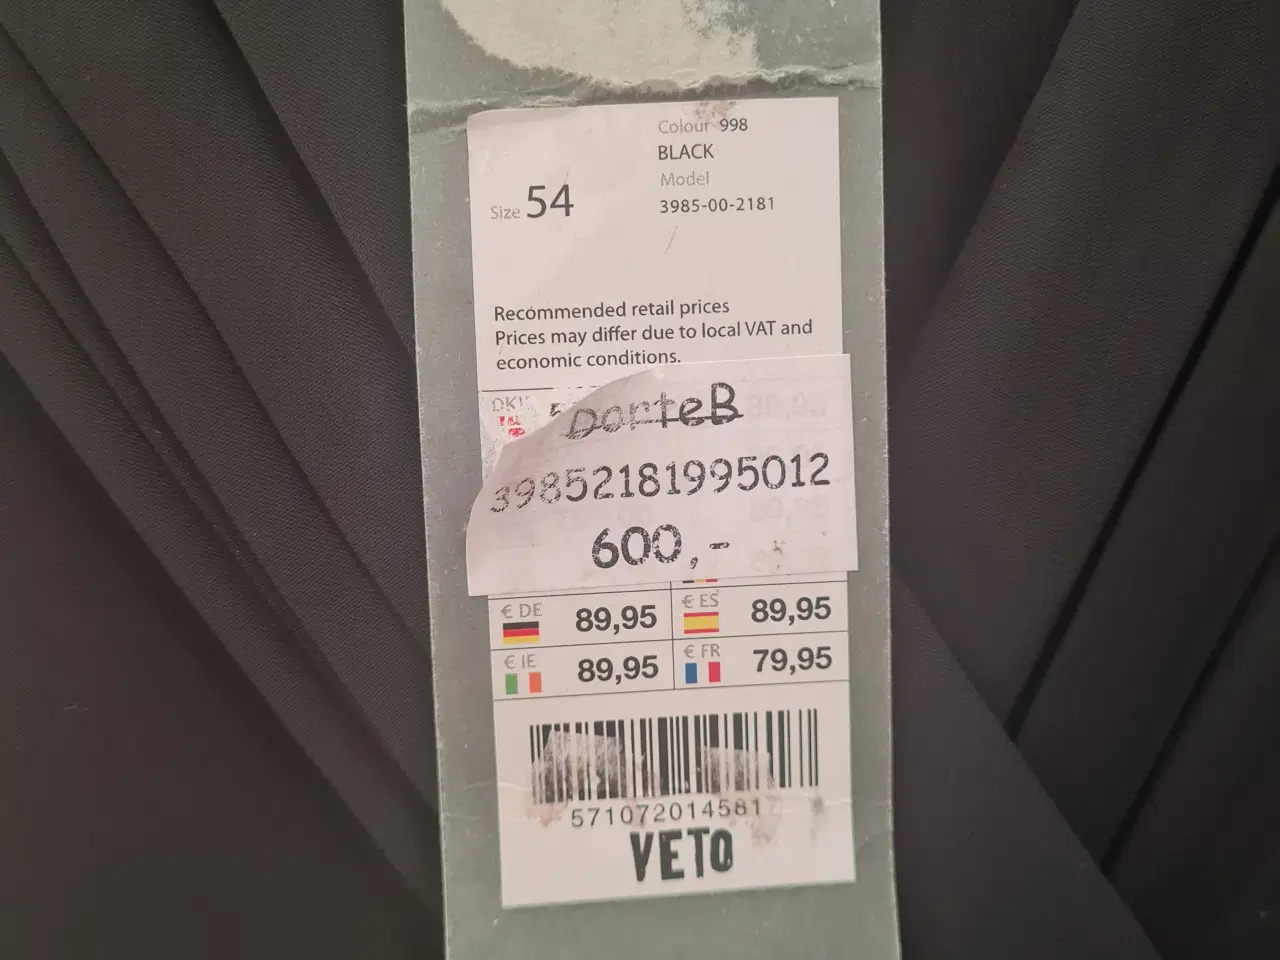 Colour 998
BLACK
Model
Size 54
3985-00-2181
Recommended retail prices
Prices may differ due to local VAT and
economic conditions.
DorteB
39852181995012
600,-
€ DE 89,95 € ES 89,95
€ IE 89,95 € FR 79,95
5710720145817
VETO